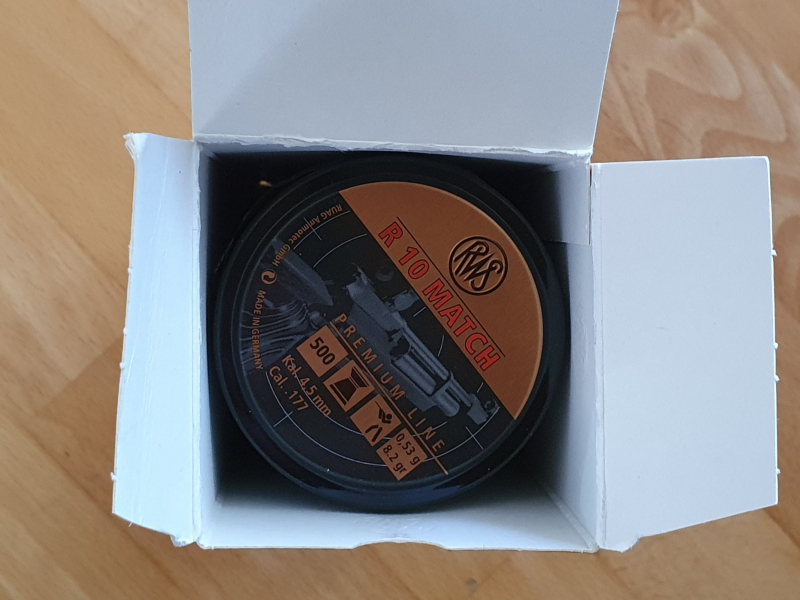 RWS
R 10 MATCH
PREMIUM LINE
500
0,53 g
8.2 gr
Kal. 4,5 mm
Cal. .177
RUAG Ammotec GmbH
MADE IN GERMANY